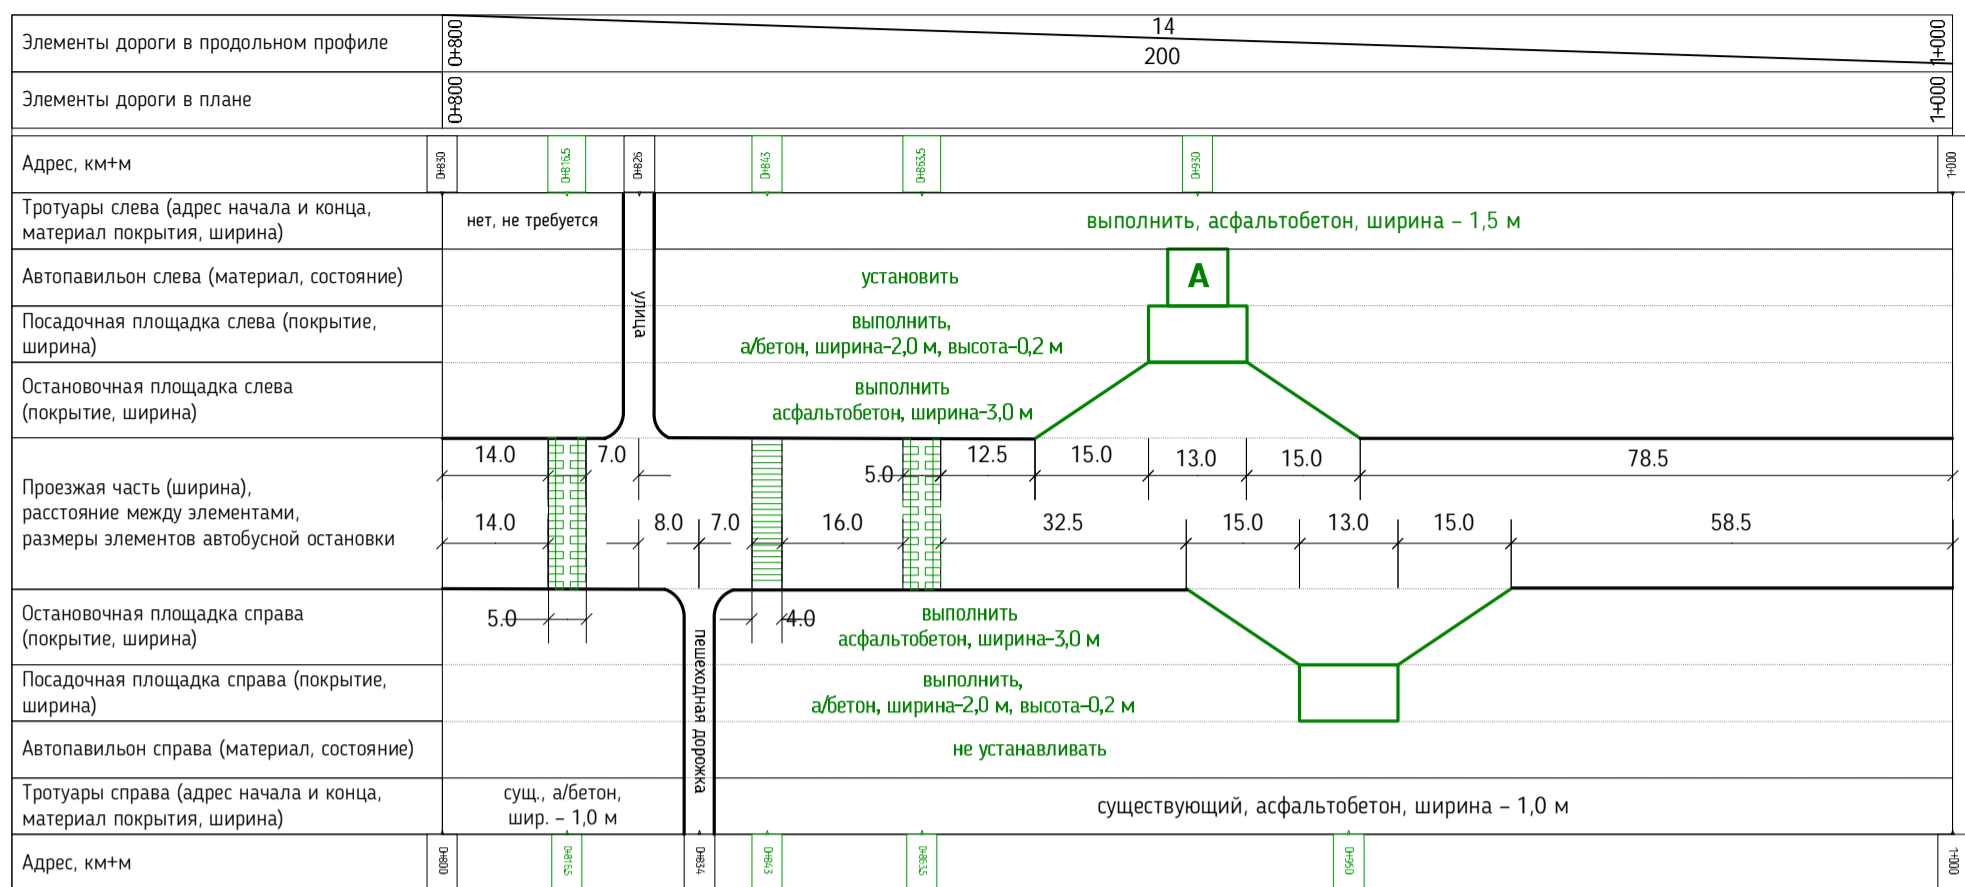 Элементы дороги в продольном профиле
0+800
14
200
1+000
Элементы дороги в плане
0+800
1+000
Адрес, км+м
0+830
0+816.5
0+826
0+843
0+863.5
0+930
1+000
Тротуары слева (адрес начала и конца,
материал покрытия, ширина)
нет, не требуется
выполнить, асфальтобетон, ширина – 1,5 м
Автопавильон слева (материал, состояние)
улица
установить
А
Посадочная площадка слева (покрытие,
ширина)
выполнить,
а/бетон, ширина-2,0 м, высота-0,2 м
Остановочная площадка слева
(покрытие, ширина)
выполнить
асфальтобетон, ширина-3,0 м
Проезжая часть (ширина),
расстояние между элементами,
размеры элементов автобусной остановки
14.0
7.0
5.0
12.5
15.0
13.0
15.0
78.5
14.0
8.0
7.0
16.0
32.5
15.0
13.0
15.0
58.5
Остановочная площадка справа
(покрытие, ширина)
5.0
4.0
пешеходная дорожка
выполнить
асфальтобетон, ширина-3,0 м
Посадочная площадка справа (покрытие,
ширина)
выполнить,
а/бетон, ширина-2,0 м, высота-0,2 м
Автопавильон справа (материал, состояние)
не устанавливать
Тротуары справа (адрес начала и конца,
материал покрытия, ширина)
сущ., а/бетон,
шир. – 1,0 м
существующий, асфальтобетон, ширина – 1,0 м
Адрес, км+м
0+800
0+816.5
0+834
0+843
0+863.5
0+950
1+000